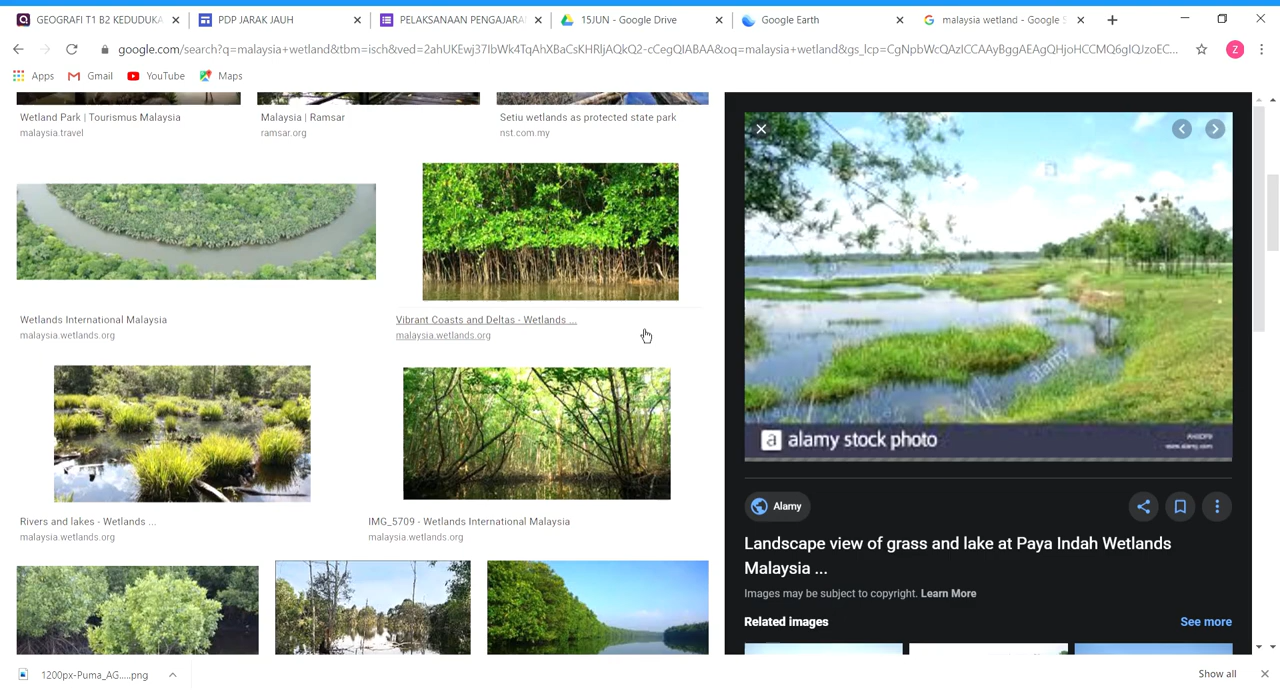 GEOGRAFI T1 B2 KEDUDUKA
PDP JARAK JAUH
PELAKSANAAN PENGAJARA
15JUN - Google Drive
Google Earth
malaysia wetland - Google S
google.com/search?q=malaysia+wetland&tbm=isch&ved=2ahUKEwj37IbWk4TqAhXBaCsKHRljAQkQ2-cCegQIABAA&oq=malaysia+wetland&gs_lcp=CgNpbWcQAzICCAAyBggAEAgQHjoHCCMQ6gIQJzoEC...
Z
Apps
Gmail
YouTube
Maps
Wetland Park | Tourismus Malaysia
malaysia.travel
Malaysia | Ramsar
ramsar.org
Setiu wetlands as protected state park
nst.com.my
Wetlands International Malaysia
malaysia.wetlands.org
Vibrant Coasts and Deltas - Wetlands ...
malaysia.wetlands.org
Rivers and lakes - Wetlands ...
malaysia.wetlands.org
IMG_5709 - Wetlands International Malaysia
malaysia.wetlands.org
alamy
alamy
a alamy stock photo
www.alamy.com
Alamy
Landscape view of grass and lake at Paya Indah Wetlands
Malaysia ...
Images may be subject to copyright. Learn More
Related images
See more
1200px-Puma_AG.....png
Show all